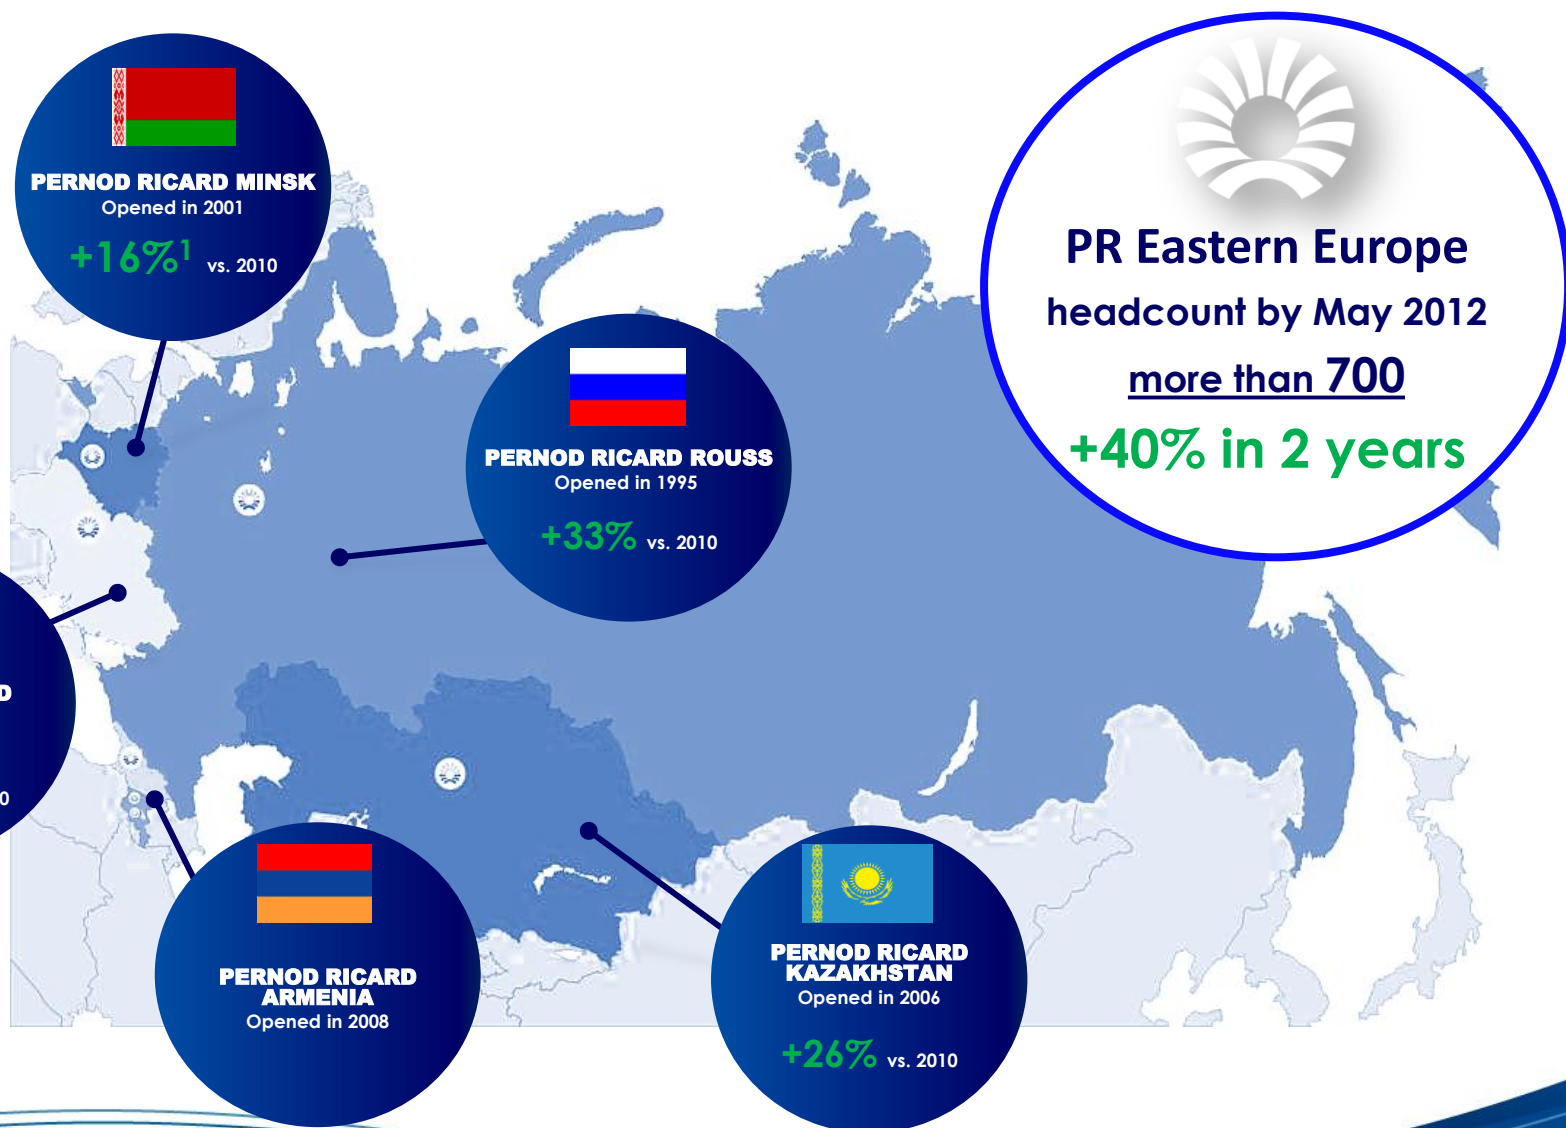 PERNOD RICARD MINSK
Opened in 2001
+16%¹ vs. 2010
PR Eastern Europe
headcount by May 2012
more than 700
+40% in 2 years
PERNOD RICARD ROUSS
Opened in 1995
+33% vs. 2010
D
0
PERNOD RICARD
ARMENIA
Opened in 2008
PERNOD RICARD
KAZAKHSTAN
Opened in 2006
+26% vs. 2010